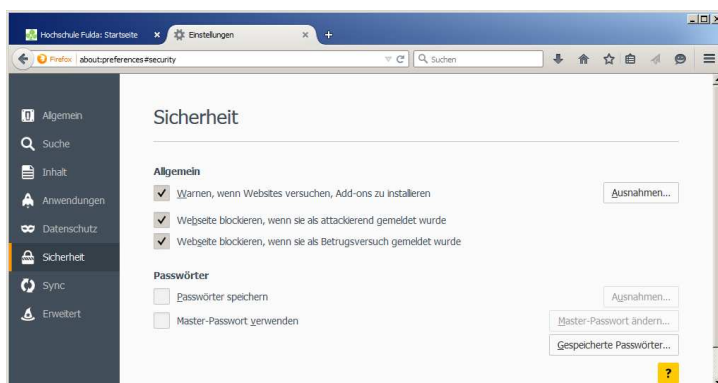 Hochschule Fulda: Startseite
Einstellungen
Firefox about:preferences#security
Suchen
Allgemein
Suche
Inhalt
Anwendungen
Datenschutz
Sicherheit
Sync
Erweitert
Sicherheit
Allgemein
Warnen, wenn Websites versuchen, Add-ons zu installieren
Ausnahmen...
Webseite blockieren, wenn sie als attackierend gemeldet wurde
Webseite blockieren, wenn sie als Betrugsversuch gemeldet wurde
Passwörter
Passwörter speichern
Ausnahmen...
Master-Passwort verwenden
Master-Passwort ändern...
Gespeicherte Passwörter...
?